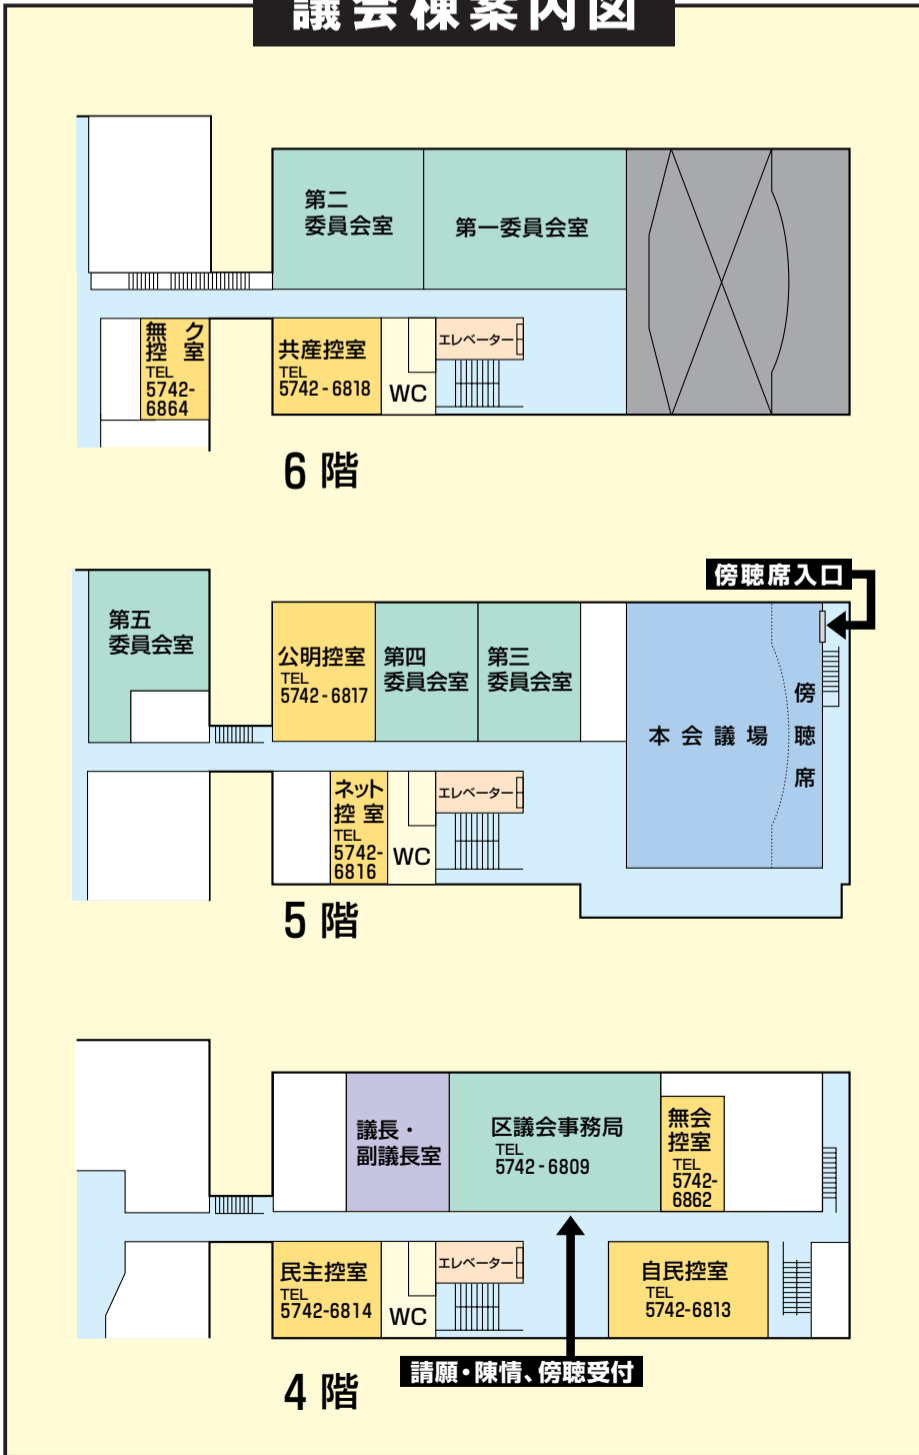 議会棟案内図
第二
委員会室
第一委員会室
無ク
控室
TEL
5742-
6864
共産控室
TEL
5742-6818
WC
エレベーター
6階
傍聴席入口
第五
委員会室
公明控室
TEL
5742-6817
第四
委員会室
第三
委員会室
本会議場
傍聴席
ネット
控室
TEL
5742-
6816
WC
エレベーター
5階
議長・
副議長室
区議会事務局
TEL
5742-6809
無会
控室
TEL
5742-
6862
民主控室
TEL
5742-6814
WC
エレベーター
自民控室
TEL
5742-6813
請願・陳情、傍聴受付
4階